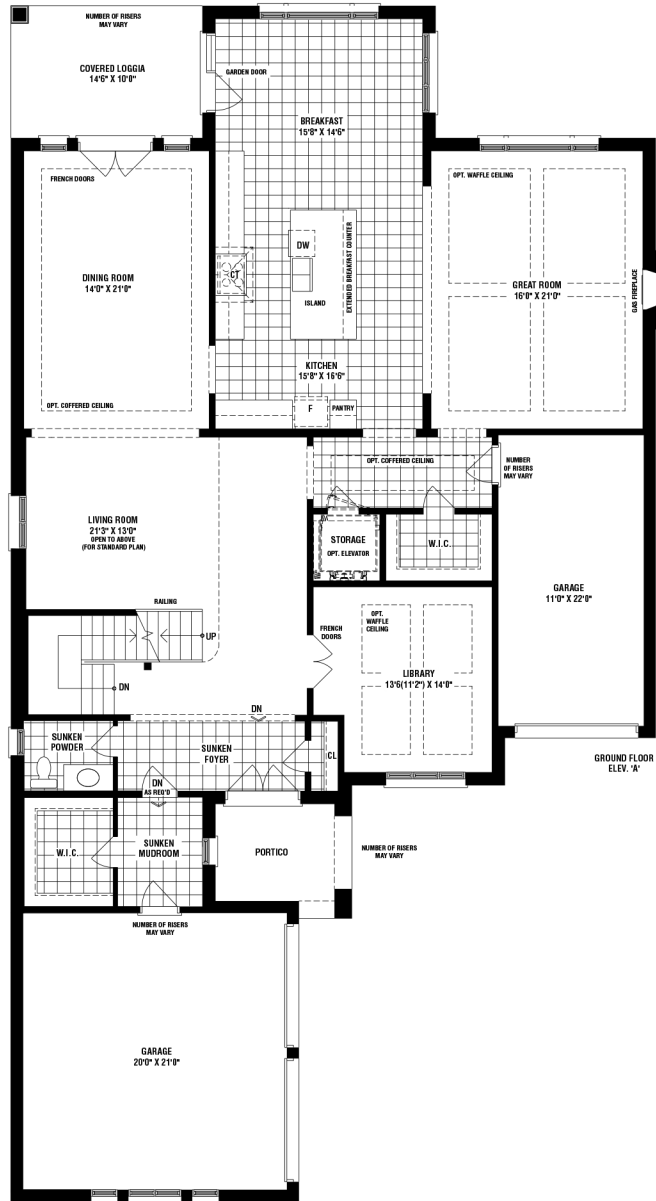 NUMBER OF RISERS
MAY VARY
COVERED LOGGIA
14'6" X 10'0"
GARDEN DOOR
BREAKFAST
15'8" X 14'6"
FRENCH DOORS
OPT. WAFFLE CEILING
DINING ROOM
14'0" X 21'0"
DW
CT
ISLAND
EXTENDED BREAKFAST COUNTER
GREAT ROOM
16'0" X 21'0"
GAS FIREPLACE
KITCHEN
15'8" X 16'6"
OPT. COFFERED CEILING
F
PANTRY
OPT. COFFERED CEILING
NUMBER
OF RISERS
MAY VARY
LIVING ROOM
21'3" X 13'0"
OPEN TO ABOVE
(FOR STANDARD PLAN)
STORAGE
OPT. ELEVATOR
W.I.C.
GARAGE
11'0" X 22'0"
RAILING
UP
DN
FRENCH
DOORS
OPT.
WAFFLE
CEILING
LIBRARY
13'6(11'2") X 14'0"
DN
SUNKEN
POWDER
SUNKEN
FOYER
CL
GROUND FLOOR
ELEV. 'A'
DN
AS REQ'D
W.I.C.
SUNKEN
MUDROOM
PORTICO
NUMBER OF RISERS
MAY VARY
NUMBER OF RISERS
MAY VARY
GARAGE
20'0" X 21'0"